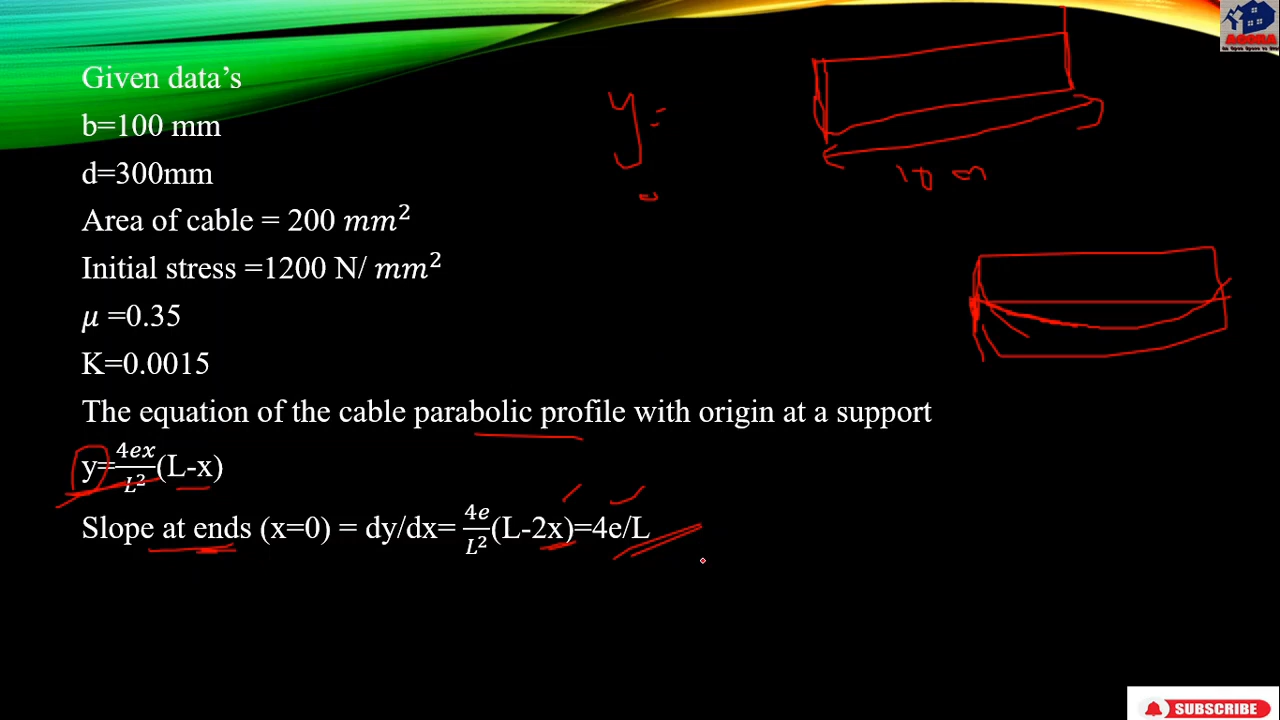 Given data's
b=100 mm
d=300mm
Area of cable = 200 mm²
Initial stress =1200 N/ mm²
μ =0.35
K=0.0015
The equation of the cable parabolic profile with origin at a support
y=4ex/L²(L-x)
Slope at ends (x=0) = dy/dx= 4e/L²(L-2x)=4e/L
y=
10 m
AGORA
SUBSCRIBE